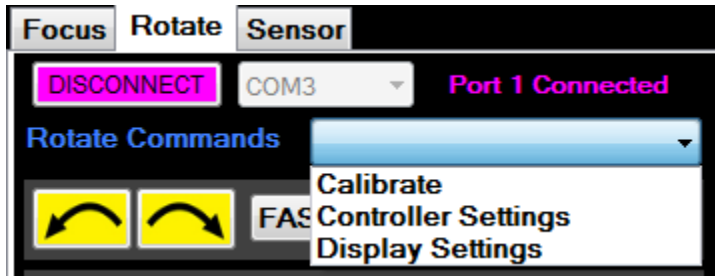 Focus Rotate Sensor
DISCONNECT COM3 Port 1 Connected
Rotate Commands
Calibrate
Controller Settings
Display Settings